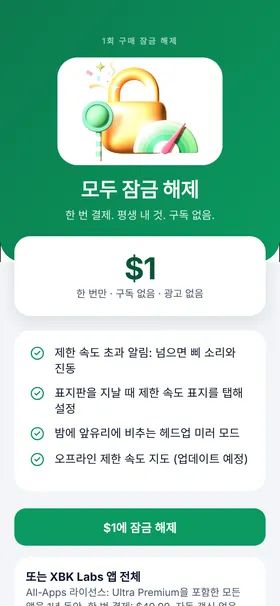 1회 구매 잠금 해제
모두 잠금 해제
한 번 결제. 평생 내 것. 구독 없음.
$1
한 번만 · 구독 없음 · 광고 없음
제한 속도 초과 알림: 넘으면 삐 소리와
진동
표지판을 지날 때 제한 속도 표지를 탭해
설정
밤에 앞유리에 비추는 헤드업 미러 모드
오프라인 제한 속도 지도 (업데이트 예정)
$1에 잠금 해제
또는 XBK Labs 앱 전체
All-Apps 라이선스: Ultra Premium을 포함한 모든